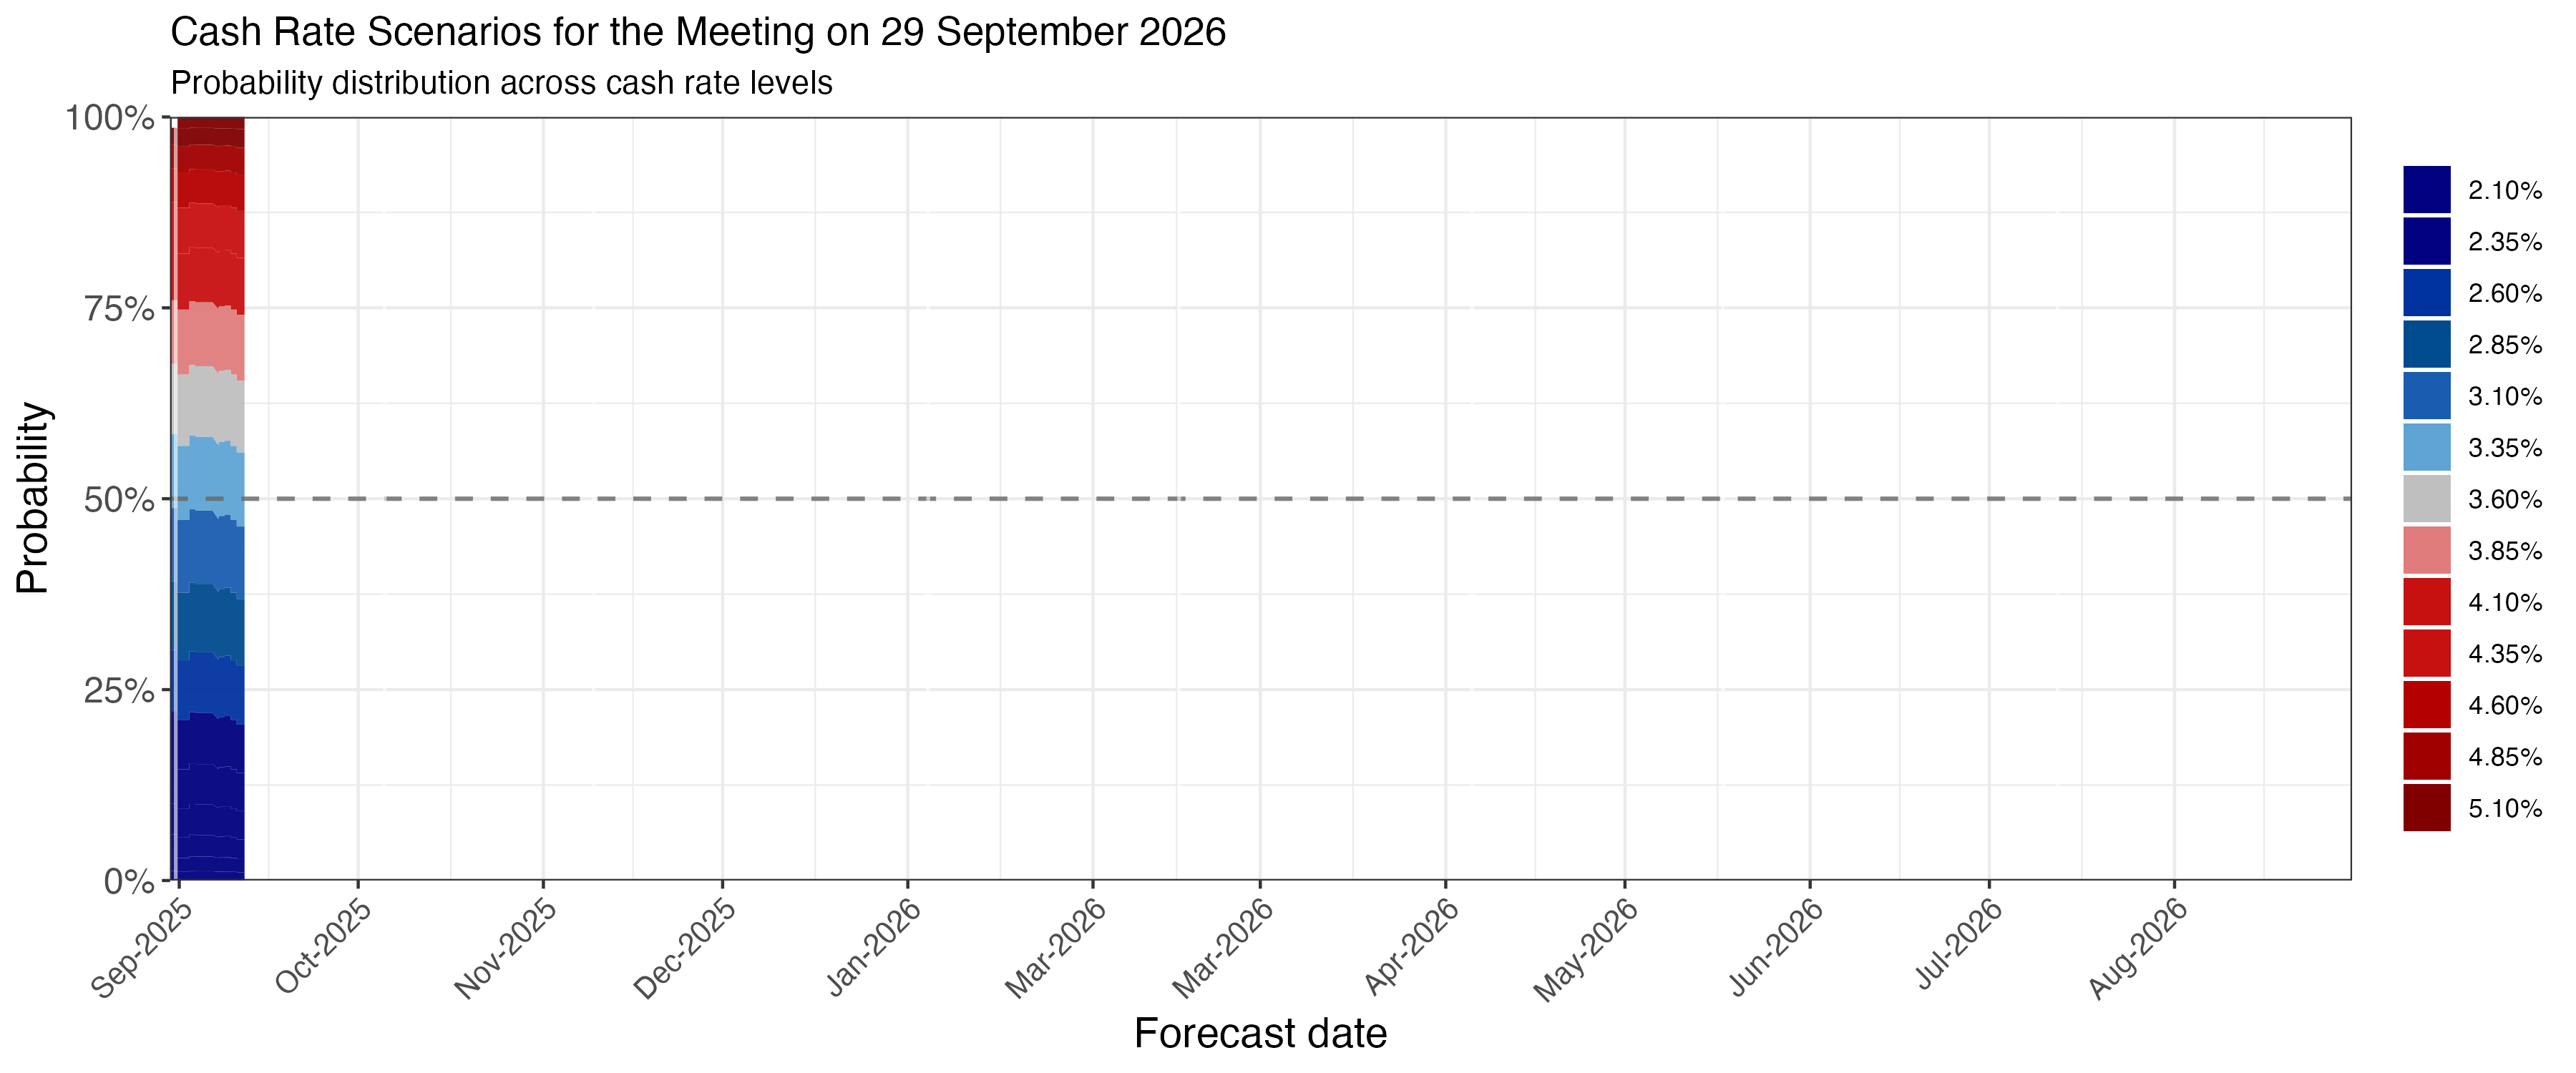 Cash Rate Scenarios for the Meeting on 29 September 2026
Probability distribution across cash rate levels
100%
75%
50%
25%
0%
Probability
Sep-2025
Oct-2025
Nov-2025
Dec-2025
Jan-2026
Mar-2026
Mar-2026
Apr-2026
May-2026
Jun-2026
Jul-2026
Aug-2026
Forecast date
2.10%
2.35%
2.60%
2.85%
3.10%
3.35%
3.60%
3.85%
4.10%
4.35%
4.60%
4.85%
5.10%